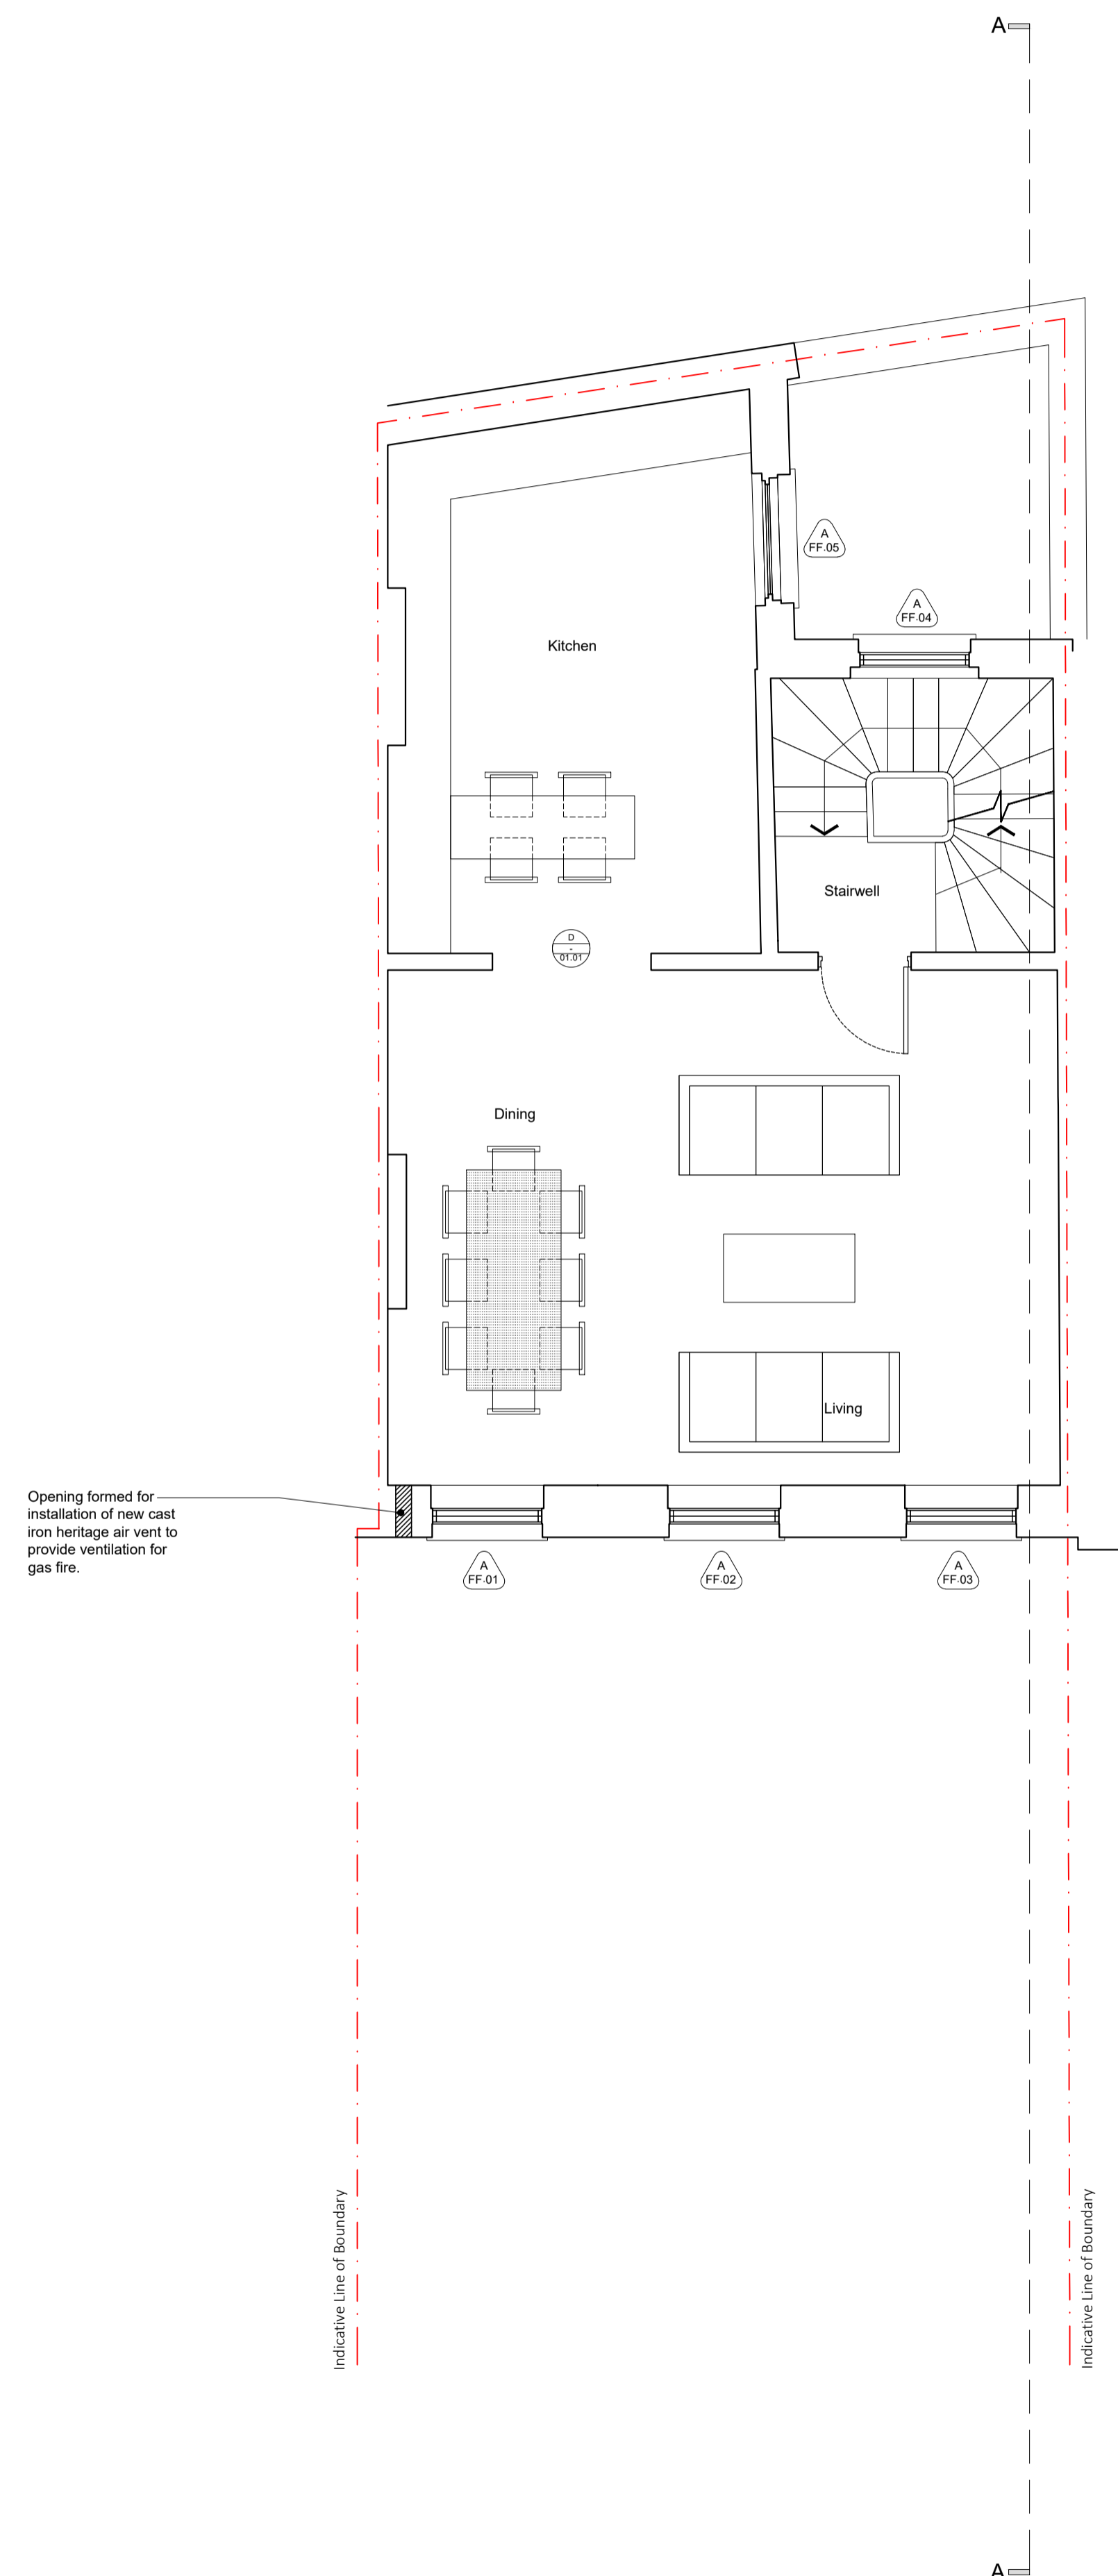 A
A
FF.05
A
FF.04
Kitchen
Stairwell
D
-
01.01
Dining
Living
Opening formed for
installation of new cast
iron heritage air vent to
provide ventilation for
gas fire.
A
FF.01
A
FF.02
A
FF.03
Indicative Line of Boundary
Indicative Line of Boundary
A